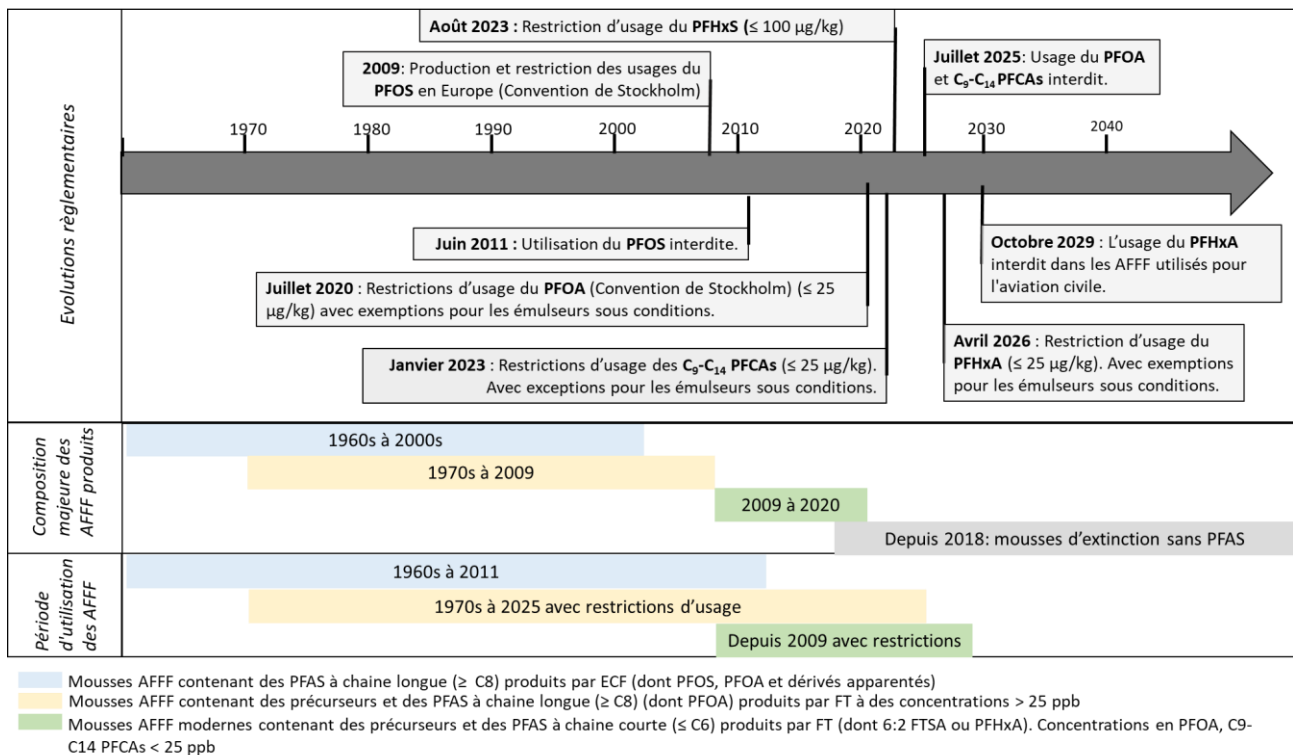 Evolutions règlementaires
Août 2023 : Restriction d’usage du PFHxS (≤ 100 µg/kg)
2009: Production et restriction des usages du
PFOS en Europe (Convention de Stockholm)
Juillet 2025: Usage du PFOA
et C₉-C₁₄ PFCAs interdit.
1970
1980
1990
2000
2010
2020
2030
2040
Juin 2011 : Utilisation du PFOS interdite.
Juillet 2020 : Restrictions d’usage du PFOA (Convention de Stockholm) (≤ 25
µg/kg) avec exemptions pour les émulseurs sous conditions.
Janvier 2023 : Restrictions d’usage des C₉-C₁₄ PFCAs (≤ 25 µg/kg).
Avec exceptions pour les émulseurs sous conditions.
Octobre 2029 : L’usage du PFHxA
interdit dans les AFFF utilisés pour
l'aviation civile.
Avril 2026 : Restriction d’usage du
PFHxA (≤ 25 µg/kg). Avec exemptions
pour les émulseurs sous conditions.
Composition
majeure des
AFFF produits
1960s à 2000s
1970s à 2009
2009 à 2020
Depuis 2018: mousses d’extinction sans PFAS
Période
d'utilisation
des AFFF
1960s à 2011
1970s à 2025 avec restrictions d’usage
Depuis 2009 avec restrictions
Mousses AFFF contenant des PFAS à chaine longue (≥ C8) produits par ECF (dont PFOS, PFOA et dérivés apparentés)
Mousses AFFF contenant des précurseurs et des PFAS à chaine longue (≥ C8) (dont PFOA) produits par FT à des concentrations > 25 ppb
Mousses AFFF modernes contenant des précurseurs et des PFAS à chaine courte (≤ C6) produits par FT (dont 6:2 FTSA ou PFHxA). Concentrations en PFOA, C9-
C14 PFCAs < 25 ppb